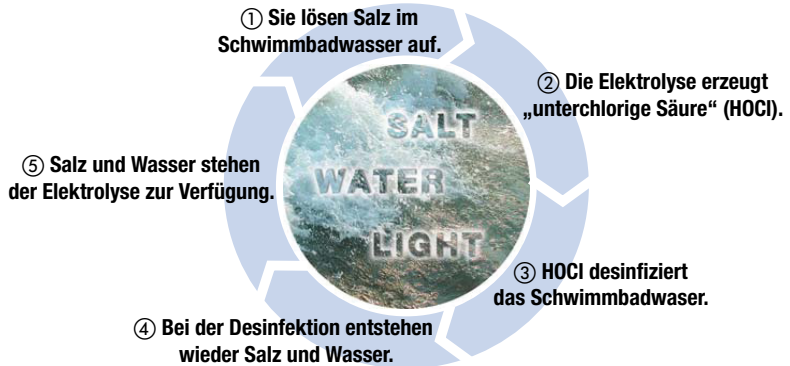 ① Sie lösen Salz im
Schwimmbadwasser auf.
② Die Elektrolyse erzeugt
„unterchlorige Säure“ (HOCl).
SALT
WATER
LIGHT
⑤ Salz und Wasser stehen
der Elektrolyse zur Verfügung.
③ HOCl desinfiziert
das Schwimmbadwaser.
④ Bei der Desinfektion entstehen
wieder Salz und Wasser.